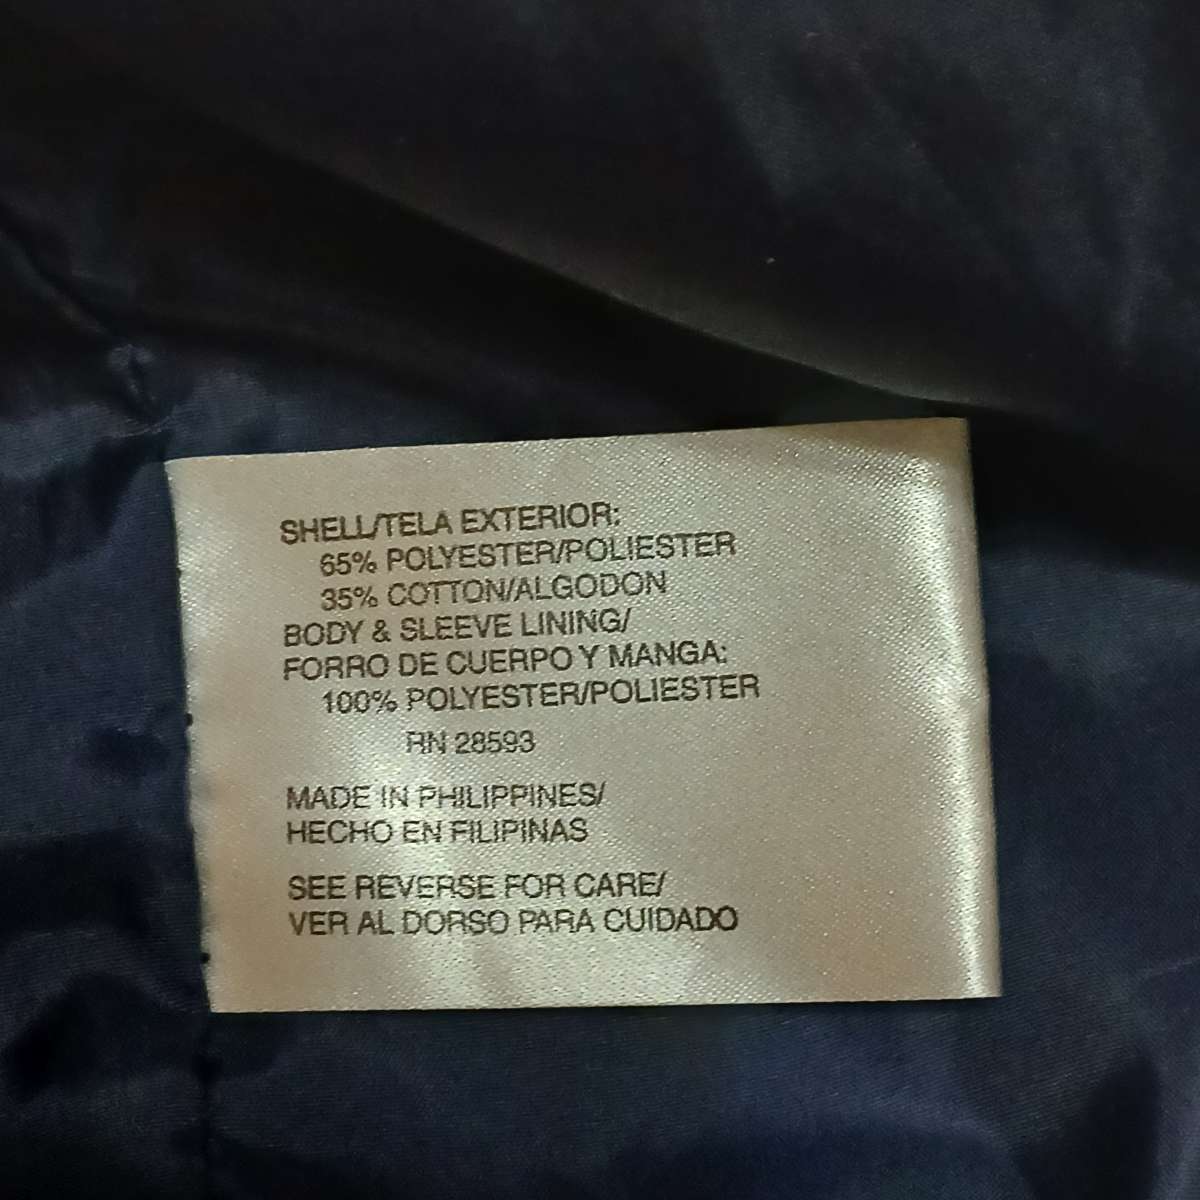 SHELL/TELA EXTERIOR:
65% POLYESTER/POLIESTER
35% COTTON/ALGODON
BODY & SLEEVE LINING/
FORRO DE CUERPO Y MANGA:
100% POLYESTER/POLIESTER
RN 28593
MADE IN PHILIPPINES/
HECHO EN FILIPINAS
SEE REVERSE FOR CARE/
VER AL DORSO PARA CUIDADO